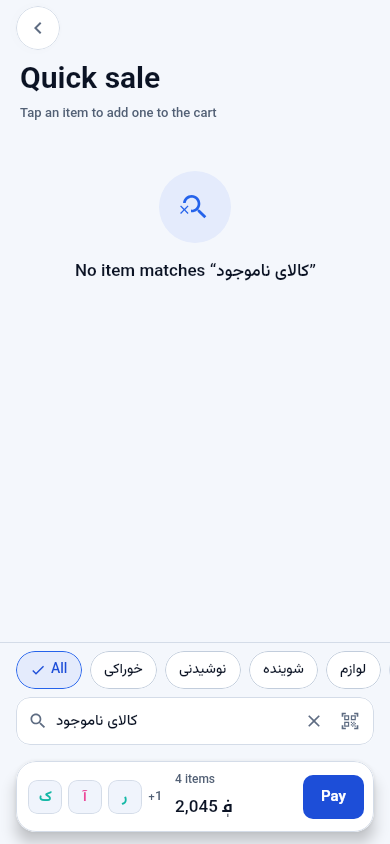 Quick sale
Tap an item to add one to the cart
No item matches “کالای ناموجود”
All
خوراکی
نوشیدنی
شوینده
لوازم
کالای ناموجود
ک
آ
ر
+1
4 items
2,045 ؋
Pay